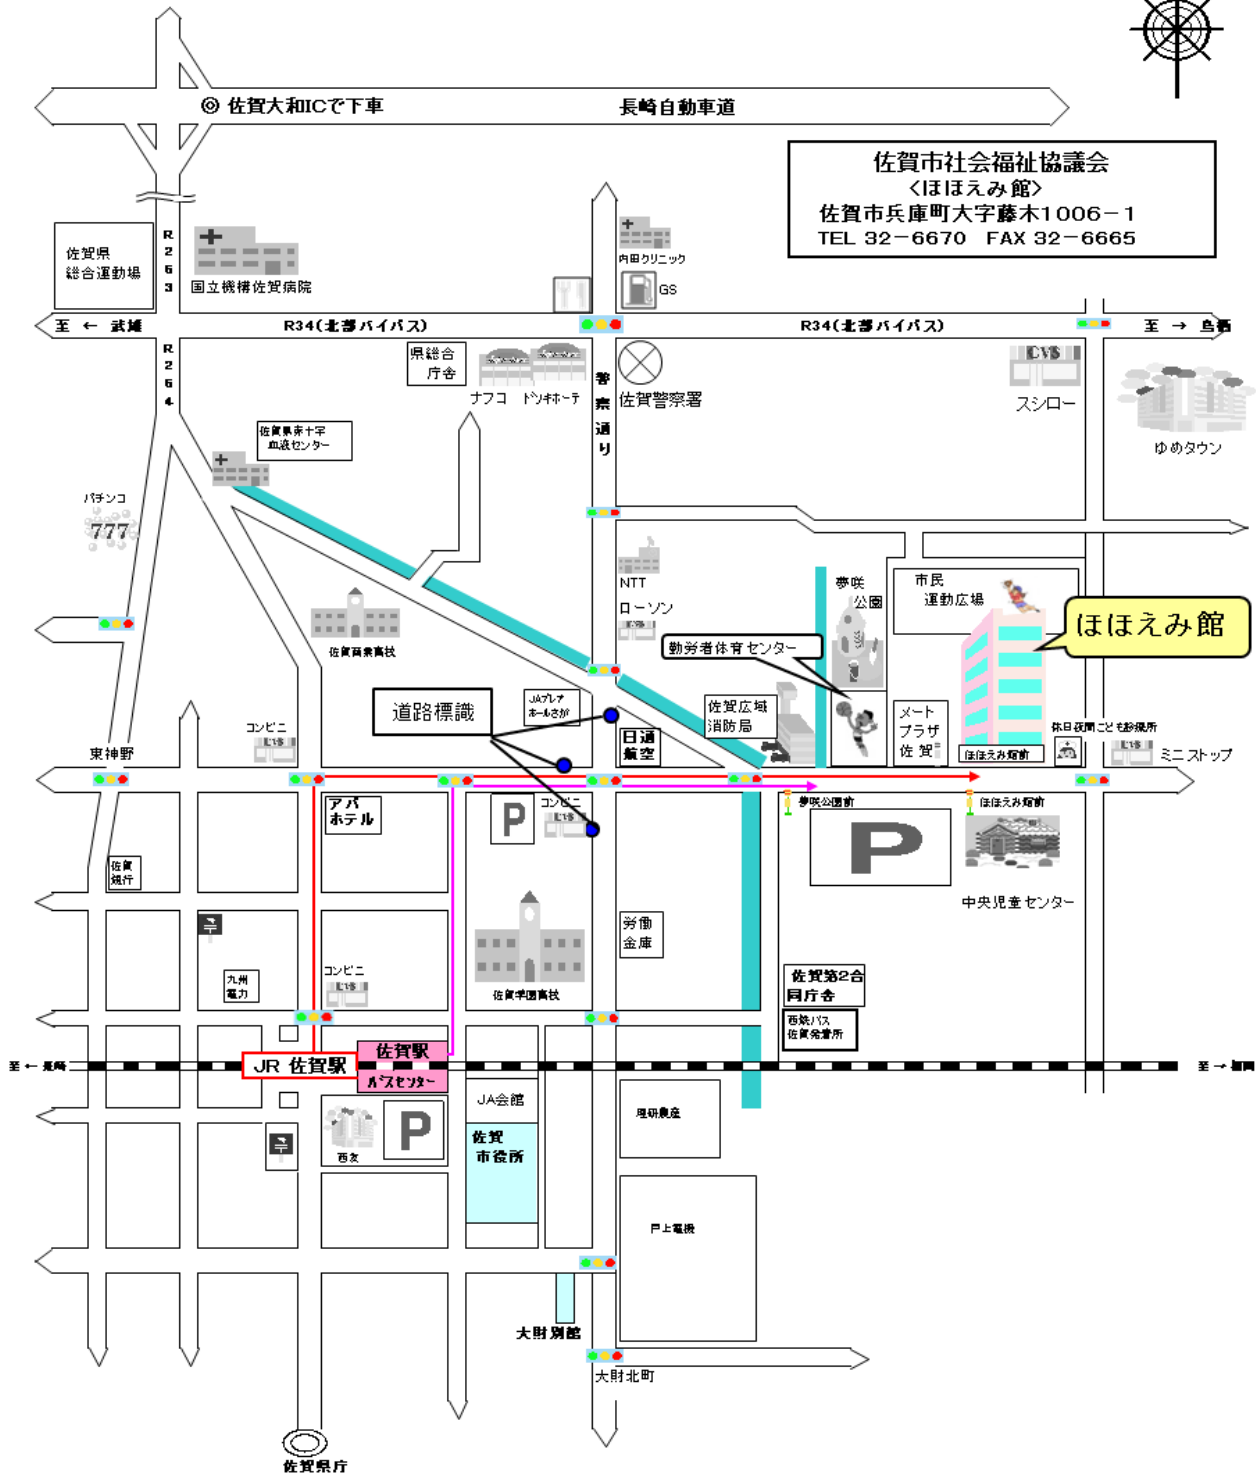 佐賀大和ICで下車
長崎自動車道
佐賀市社会福祉協議会
<ほほえみ館>
佐賀市兵庫町大字藤木1006-1
TEL 32-6670 FAX 32-6665
佐賀県
総合運動場
R263
国立機構佐賀病院
内田クリニック
GS
至 ← 武雄
R34(北部バイパス)
R34(北部バイパス)
至 → 鳥栖
R264
県総合
庁舎
ナフコ
ドンキホーテ
警察通り
佐賀警察署
CVS
スシロー
ゆめタウン
佐賀県赤十字
血液センター
パチンコ
777
NTT
ローソン
夢咲
公園
市民
運動広場
ほほえみ館
佐賀商業高校
勤労者体育センター
道路標識
JAプレア
ホールさが
日通
航空
佐賀広域
消防局
メート
プラザ
佐賀
ほほえみ館前
休日夜間こども診療所
ミニストップ
東神野
コンビニ
アパ
ホテル
P
コンビニ
夢咲公園前
ほほえみ館前
P
中央児童センター
佐賀
銀行
労働
金庫
九州
電力
コンビニ
佐賀学園高校
佐賀第2合
同庁舎
西鉄バス
佐賀発着所
至 ← 長崎
JR 佐賀駅
佐賀駅
バスセンター
至 → 福岡
JA会館
西友
P
佐賀
市役所
理研農産
戸上電機
大財別館
大財北町
佐賀県庁